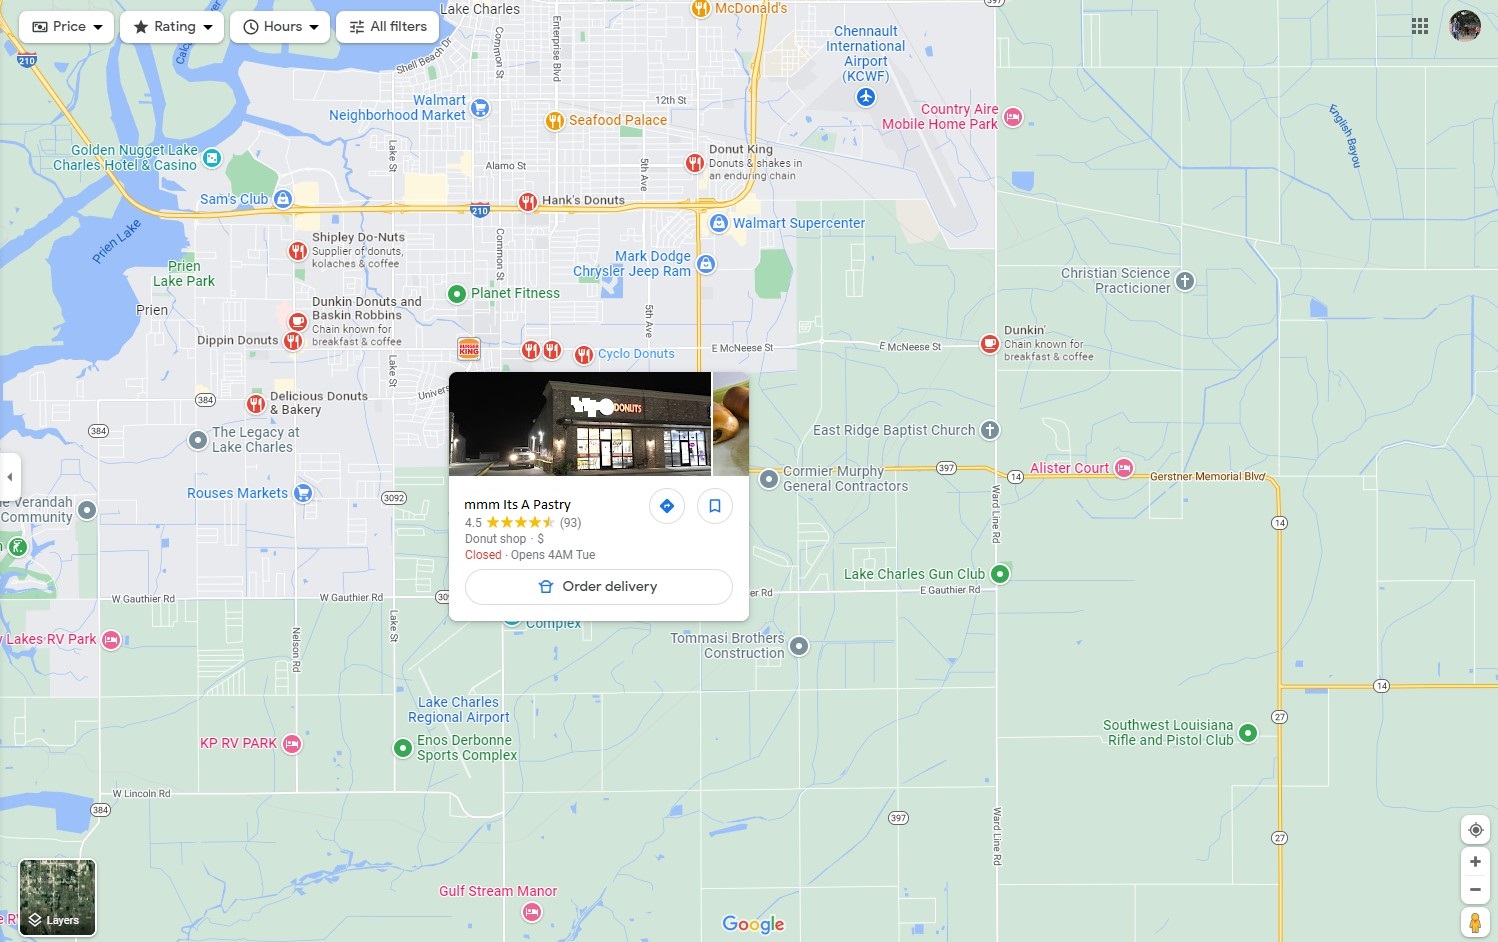 Price
Rating
Hours
All filters
Lake Charles
McDonald's
397
210
Shell Beach Dr
Common St
Enterprise Blvd
Chennault
International
Airport
(KCWF)
Walmart
Neighborhood Market
12th St
Seafood Palace
Country Aire
Mobile Home Park
English Bayou
Golden Nugget Lake
Charles Hotel & Casino
Lake St
Alamo St
5th Ave
Donut King
Donuts & shakes in
an enduring chain
Sam's Club
Hank's Donuts
210
Walmart Supercenter
Prien Lake
Shipley Do-Nuts
Supplier of donuts,
kolaches & coffee
Common St
Mark Dodge
Chrysler Jeep Ram
Prien
Lake Park
Christian Science
Practicioner
Prien
Dunkin Donuts and
Baskin Robbins
Chain known for
breakfast & coffee
Planet Fitness
5th Ave
Dippin Donuts
BURGER
KING
Cyclo Donuts
E McNeese St
E McNeese St
Dunkin'
Chain known for
breakfast & coffee
Lake St
384
Delicious Donuts
& Bakery
Univers
DONUTS
384
The Legacy at
Lake Charles
East Ridge Baptist Church
Cormier Murphy
General Contractors
397
14
Alister Court
Gerstner Memorial Blvd
Rouses Markets
3092
e Verandah
Community
mmm Its A Pastry
4.5 (93)
Donut shop · $
Closed · Opens 4AM Tue
Order delivery
Ward Line Rd
14
Lake Charles Gun Club
W Gauthier Rd
W Gauthier Rd
309
er Rd
E Gauthier Rd
Complex
Lakes RV Park
Nelson Rd
Lake St
Tommasi Brothers
Construction
14
Lake Charles
Regional Airport
27
Southwest Louisiana
Rifle and Pistol Club
KP RV PARK
Enos Derbonne
Sports Complex
W Lincoln Rd
384
397
Ward Line Rd
27
Gulf Stream Manor
Layers
Google